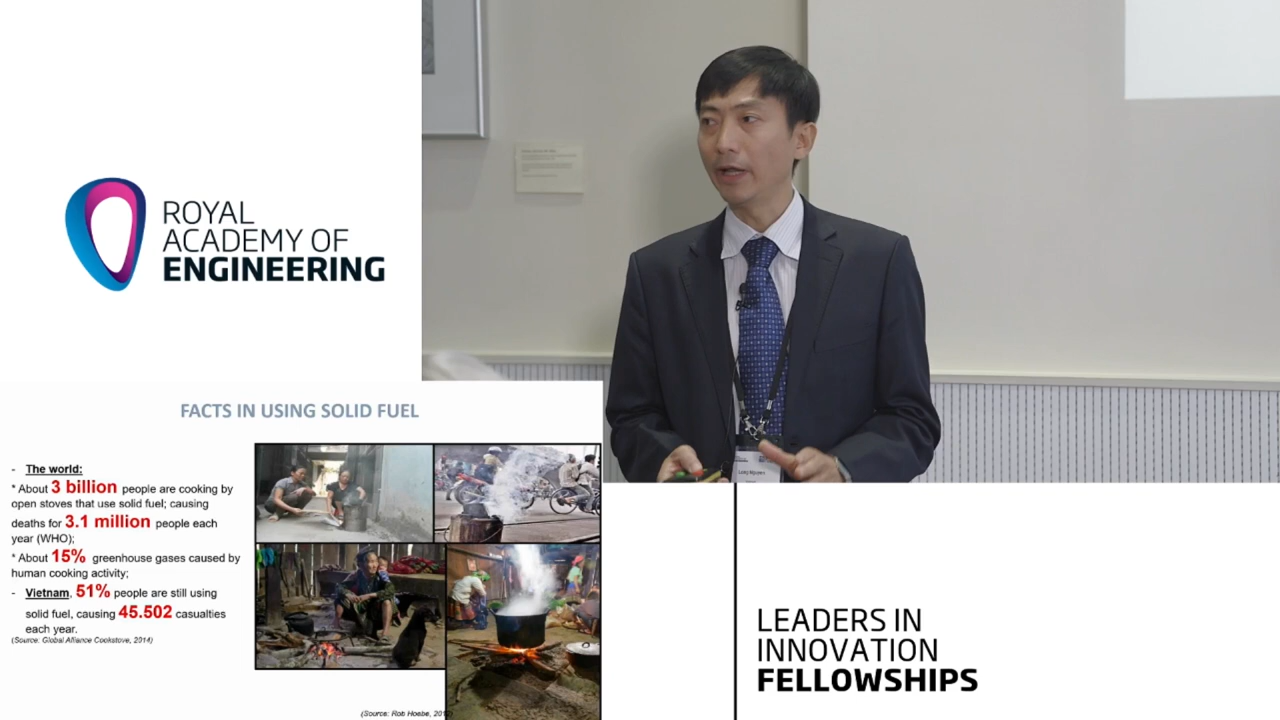 ROYAL
ACADEMY OF
ENGINEERING
FACTS IN USING SOLID FUEL
- The world:
* About 3 billion people are cooking by
open stoves that use solid fuel; causing
deaths for 3.1 million people each
year (WHO);
* About 15% greenhouse gases caused by
human cooking activity;
- Vietnam, 51% people are still using
solid fuel, causing 45.502 casualties
each year.
(Source: Global Alliance Cookstove, 2014)
(Source: Rob Hoebe, 201
Long Nguyen
LEADERS IN
INNOVATION
FELLOWSHIPS